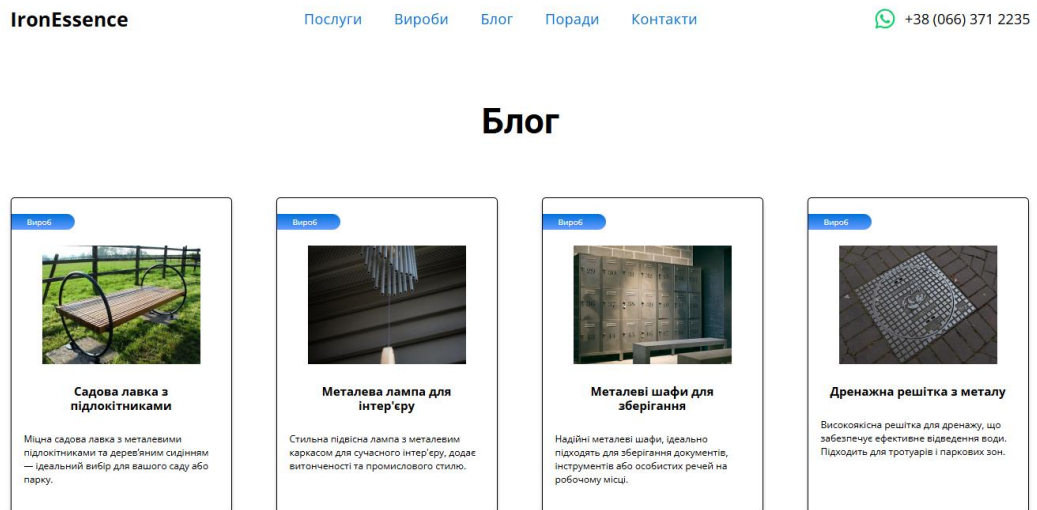 IronEssence
Послуги Вироби Блог Поради Контакти
+38 (066) 371 2235
Блог
Вироб
Садова лавка з
підлокітниками
Міцна садова лавка з металевими
підлокітниками та дерев'яним сидінням
— ідеальний вибір для вашого саду або
парку.
Вироб
Металева лампа для
інтер'єру
Стильна підвісна лампа з металевим
каркасом для сучасного інтер'єру, додає
витонченості та промислового стилю.
Вироб
Металеві шафи для
зберігання
Надійні металеві шафи, ідеально
підходять для зберігання документів,
інструментів або особистих речей на
робочому місці.
Вироб
Дренажна решітка з металу
Високоякісна решітка для дренажу, що
забезпечує ефективне відведення води.
Підходить для тротуарів і паркових зон.